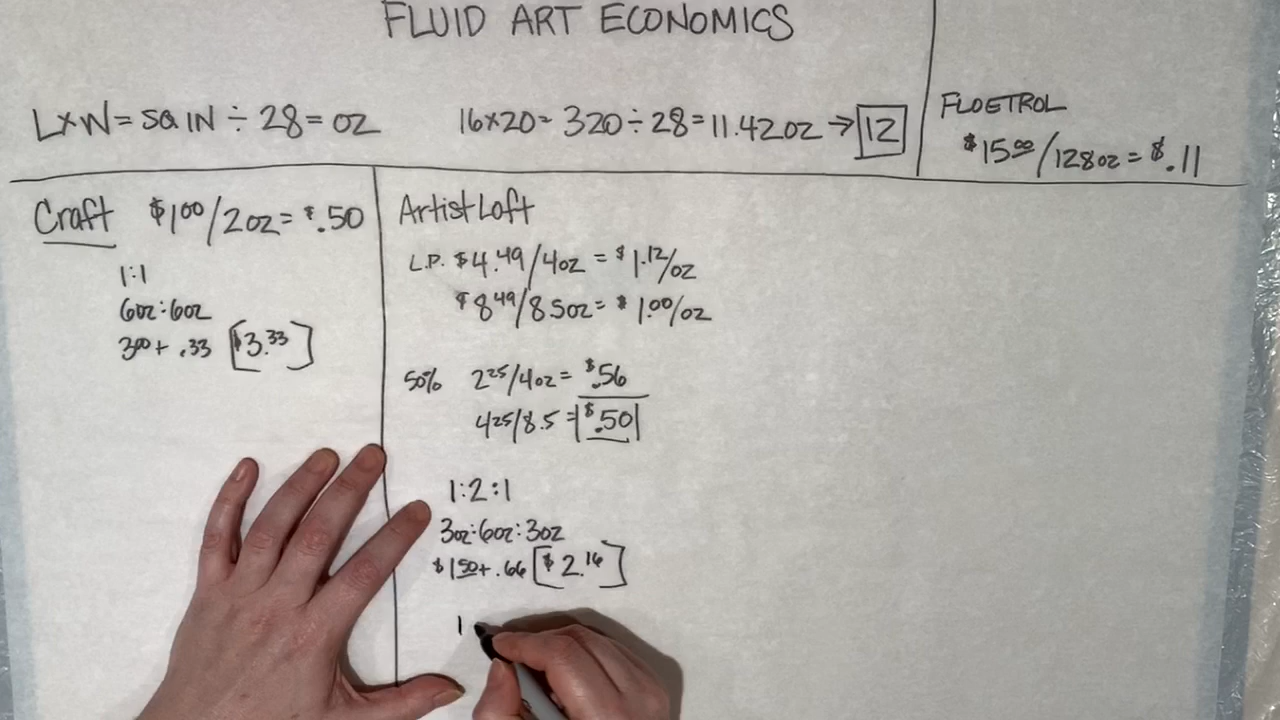 FLUID ART ECONOMICS
LXW = SQ IN ÷ 28 = OZ
16x20= 320 ÷ 28 = 11.42oz → 12
FLOETROL
$15.00/128oz = $.11
Craft $1.00/2oz = $.50
1:1
6oz:6oz
3.00 + .33 [$3.33]
Artist Loft
L.P. $4.49/4oz = $1.12/oz
$8.49/8.5oz = $1.00/oz
50% 2.25/4oz = $.56
4.25/8.5 = $.50
1:2:1
3oz:6oz:3oz
$1.50 + .66 [$2.16]
1